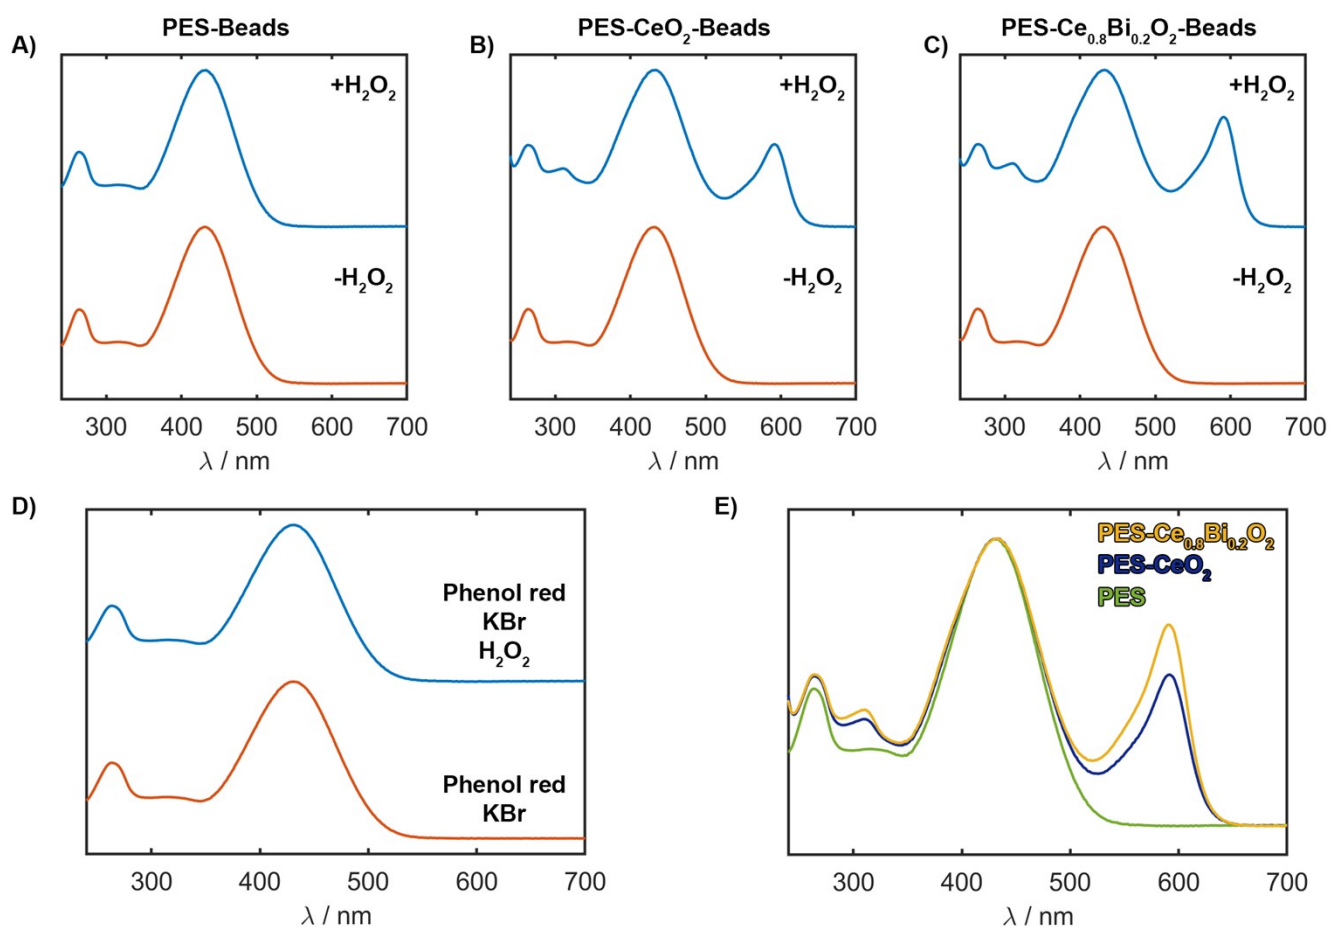 PES-Beads
PES-CeO₂-Beads
PES-Ce₀.₈Bi₀.₂O₂-Beads
A)
B)
C)
+H₂O₂
+H₂O₂
+H₂O₂
-H₂O₂
-H₂O₂
-H₂O₂
300 400 500 600 700
300 400 500 600 700
300 400 500 600 700
λ / nm
λ / nm
λ / nm
D)
Phenol red
KBr
H₂O₂
Phenol red
KBr
300 400 500 600 700
λ / nm
E)
PES-Ce₀.₈Bi₀.₂O₂
PES-CeO₂
PES
300 400 500 600 700
λ / nm